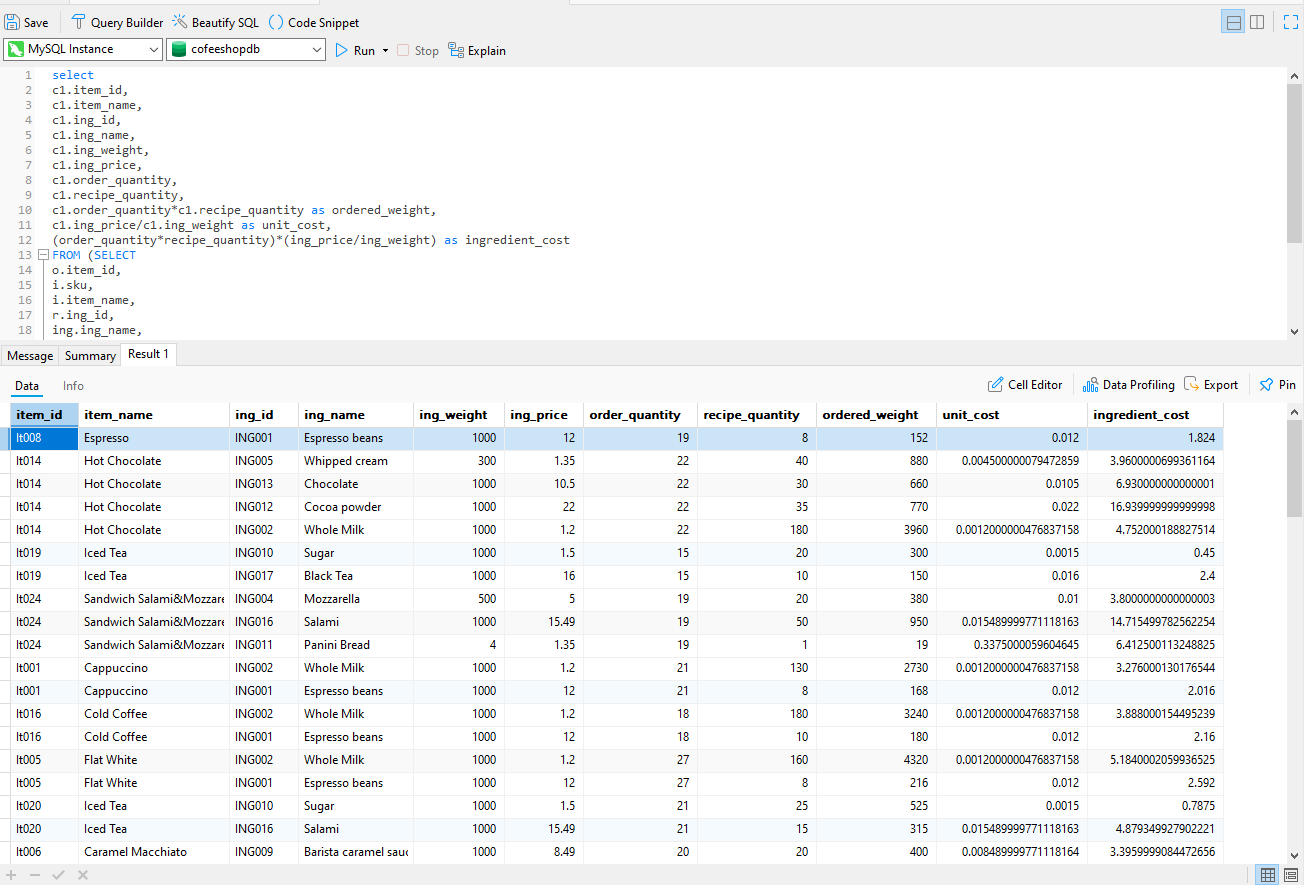 Save Query Builder Beautify SQL Code Snippet
MySQL Instance cofeeshopdb Run Stop Explain
1 select
2 c1.item_id,
3 c1.item_name,
4 c1.ing_id,
5 c1.ing_name,
6 c1.ing_weight,
7 c1.ing_price,
8 c1.order_quantity,
9 c1.recipe_quantity,
10 c1.order_quantity*c1.recipe_quantity as ordered_weight,
11 c1.ing_price/c1.ing_weight as unit_cost,
12 (order_quantity*recipe_quantity)*(ing_price/ing_weight) as ingredient_cost
13 FROM (SELECT
14 o.item_id,
15 i.sku,
16 i.item_name,
17 r.ing_id,
18 ing.ing_name,
Message Summary Result 1
Data Info Cell Editor Data Profiling Export Pin
item_id item_name ing_id ing_name ing_weight ing_price order_quantity recipe_quantity ordered_weight unit_cost ingredient_cost
It008 Espresso ING001 Espresso beans 1000 12 19 8 152 0.012 1.824
It014 Hot Chocolate ING005 Whipped cream 300 1.35 22 40 880 0.004500000079472859 3.9600000699361164
It014 Hot Chocolate ING013 Chocolate 1000 10.5 22 30 660 0.0105 6.930000000000001
It014 Hot Chocolate ING012 Cocoa powder 1000 22 22 35 770 0.022 16.939999999999998
It014 Hot Chocolate ING002 Whole Milk 1000 1.2 22 180 3960 0.0012000000476837158 4.752000188827514
It019 Iced Tea ING010 Sugar 1000 1.5 15 20 300 0.0015 0.45
It019 Iced Tea ING017 Black Tea 1000 16 15 10 150 0.016 2.4
It024 Sandwich Salami&Mozzare ING004 Mozzarella 500 5 19 20 380 0.01 3.8000000000000003
It024 Sandwich Salami&Mozzare ING016 Salami 1000 15.49 19 50 950 0.015489999771118163 14.715499782562254
It024 Sandwich Salami&Mozzare ING011 Panini Bread 4 1.35 19 1 19 0.3375000059604645 6.412500113248825
It001 Cappuccino ING002 Whole Milk 1000 1.2 21 130 2730 0.0012000000476837158 3.276000130176544
It001 Cappuccino ING001 Espresso beans 1000 12 21 8 168 0.012 2.016
It016 Cold Coffee ING002 Whole Milk 1000 1.2 18 180 3240 0.0012000000476837158 3.888000154495239
It016 Cold Coffee ING001 Espresso beans 1000 12 18 10 180 0.012 2.16
It005 Flat White ING002 Whole Milk 1000 1.2 27 160 4320 0.0012000000476837158 5.1840002059936525
It005 Flat White ING001 Espresso beans 1000 12 27 8 216 0.012 2.592
It020 Iced Tea ING010 Sugar 1000 1.5 21 25 525 0.0015 0.7875
It020 Iced Tea ING016 Salami 1000 15.49 21 15 315 0.015489999771118163 4.879349927902221
It006 Caramel Macchiato ING009 Barista caramel sauc 1000 8.49 20 20 400 0.008489999771118164 3.3959999084472656